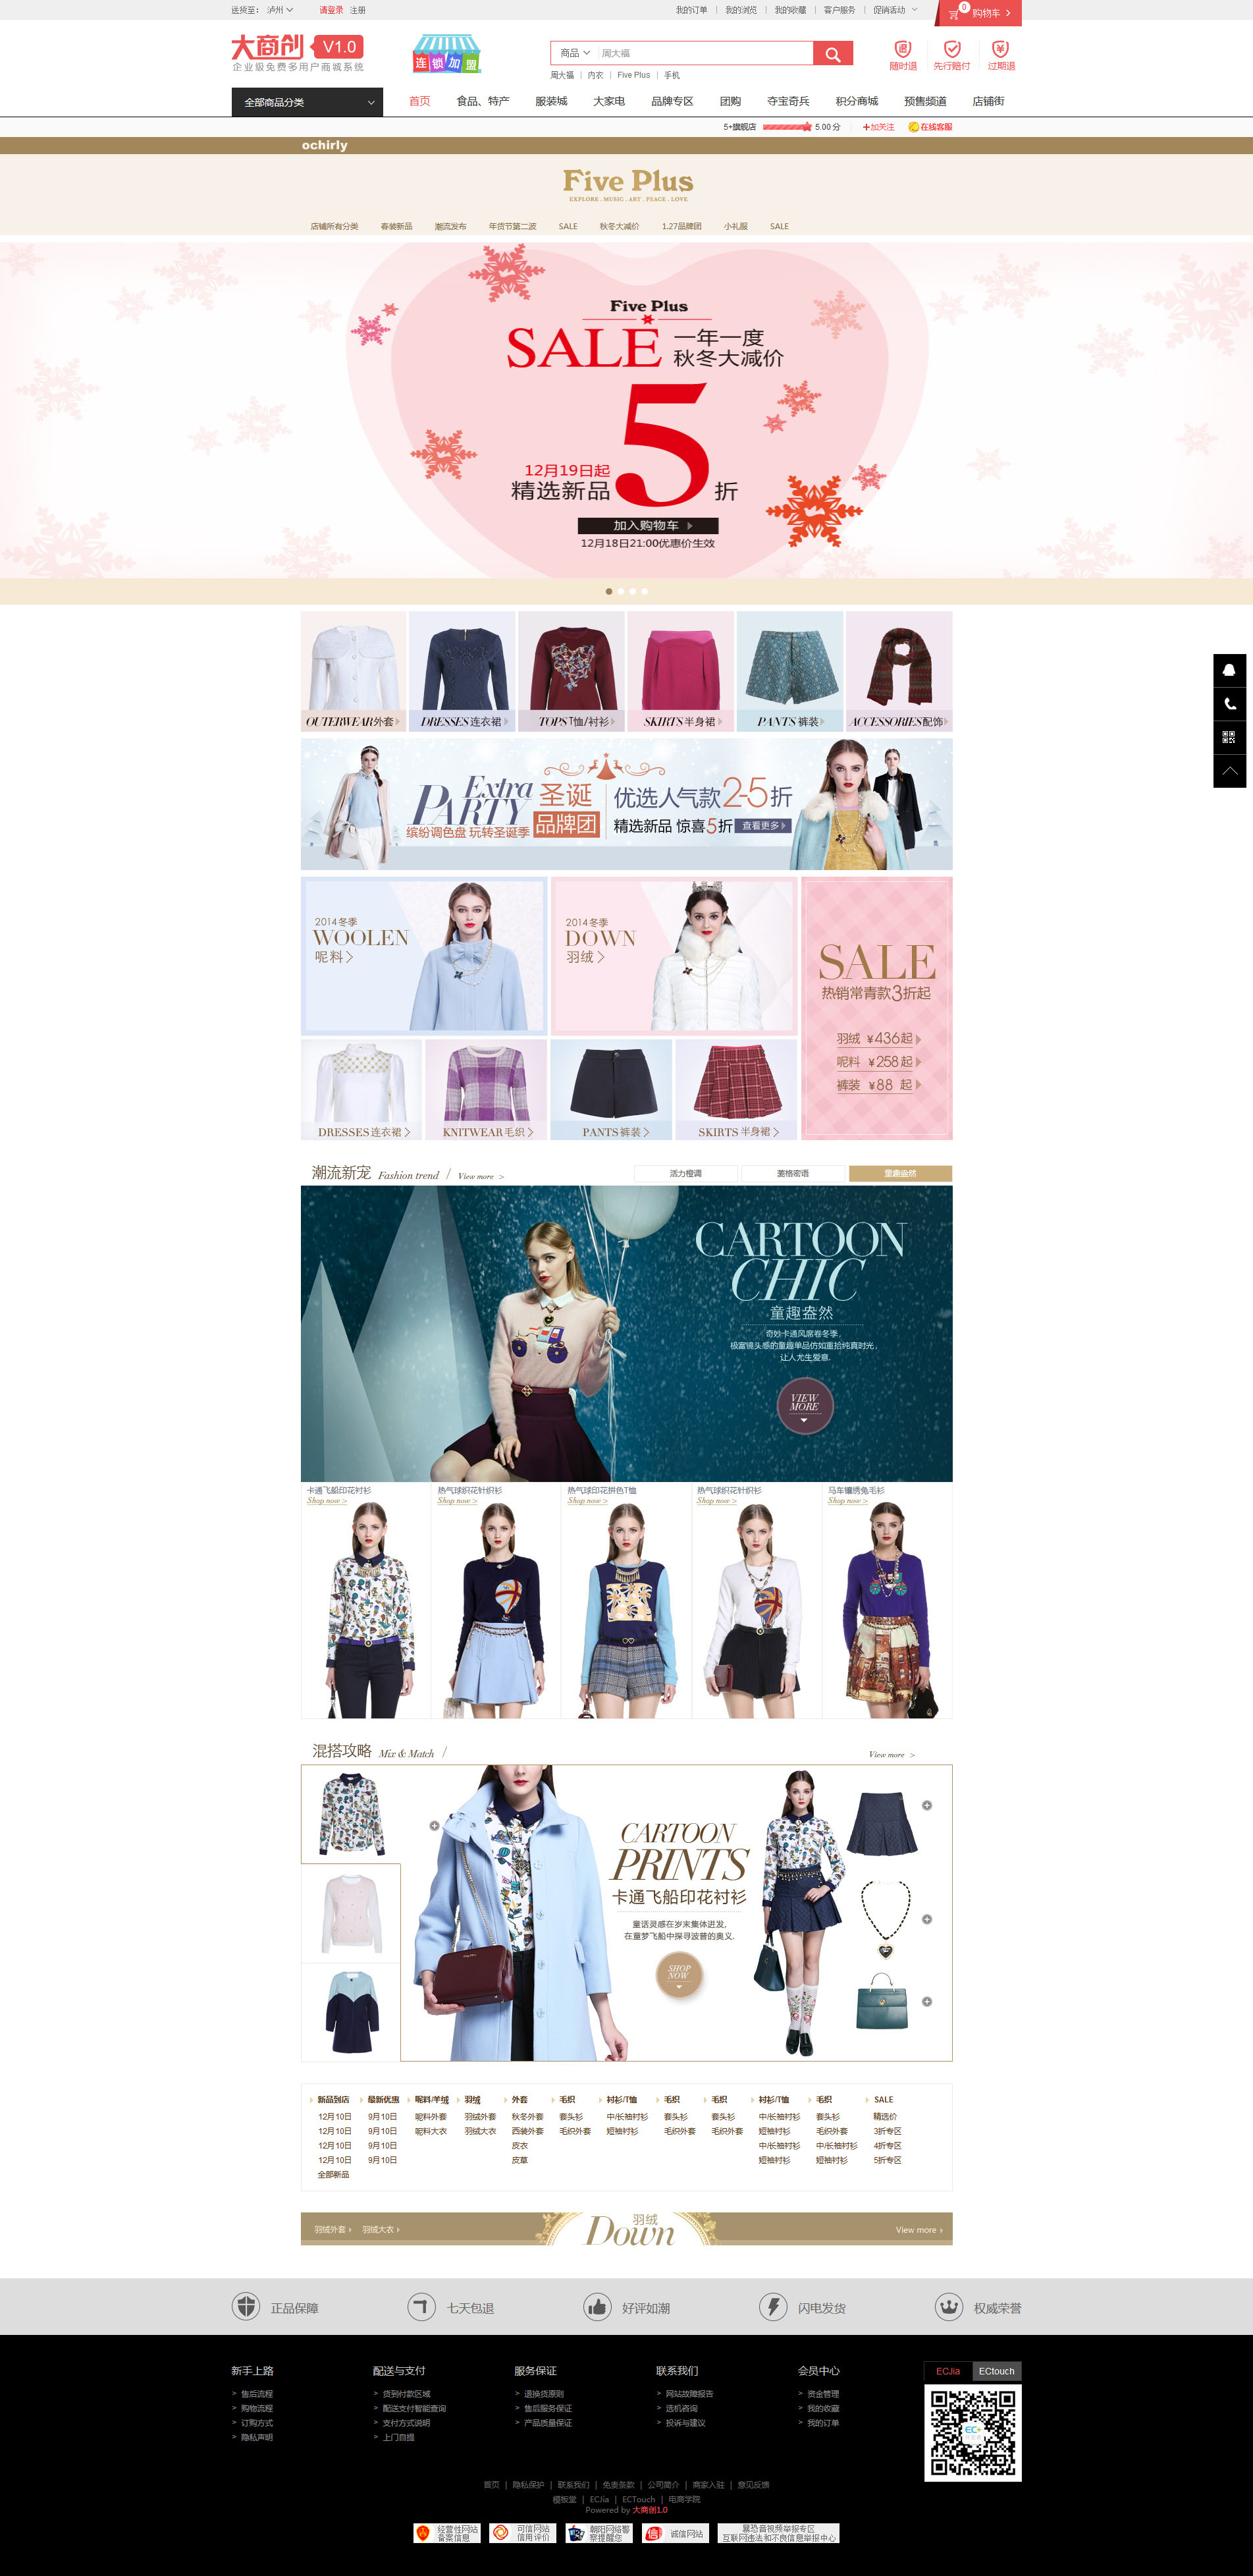 送货至： 泸州
请登录 注册
我的订单 | 我的浏览 | 我的收藏 | 客户服务 | 促销活动
0 购物车
大商创 V1.0
企业级免费多用户商城系统
连锁加盟
商品 周大福
周大福 | 内衣 | Five Plus | 手机
随时退 先行赔付 过期退
全部商品分类
首页 食品、特产 服装城 大家电 品牌专区 团购 夺宝奇兵 积分商城 预售频道 店铺街
5+旗舰店 5.00 分 +加关注 在线客服
ochirly
Five Plus
EXPLORE . MUSIC . ART . PEACE . LOVE
店铺所有分类 春装新品 潮流发布 年货节第二波 SALE 秋冬大减价 1.27品牌团 小礼服 SALE
Five Plus
SALE 一年一度
秋冬大减价
12月19日起
精选新品 5 折
加入购物车
12月18日21:00优惠价生效
OUTERWEAR外套 DRESSES连衣裙 TOPS T恤/衬衫 SKIRTS半身裙 PANTS 裤装 ACCESSORIES配饰
Extra PARTY
缤纷调色盘 玩转圣诞季
圣诞 品牌团
优选人气款2-5折
精选新品 惊喜5折 查看更多
2014冬季
WOOLEN
呢料
2014冬季
DOWN
羽绒
SALE
热销常青款3折起
羽绒 ¥436起
呢料 ¥258起
裤装 ¥88 起
DRESSES连衣裙 KNITWEAR毛织 PANTS裤装 SKIRTS 半身裙
潮流新宠 Fashion trend / View more >
活力橙调 菱格密语 童趣盎然
CARTOON
CHIC
童趣盎然
奇妙卡通风席卷冬季，
极富镜头感的童趣单品仿如重拾纯真时光，
让人尤生爱意.
VIEW
MORE
卡通飞船印花衬衫 热气球织花针织衫 热气球印花拼色T恤 热气球织花针织衫 马车镶绣兔毛衫
Shop now > Shop now > Shop now > Shop now > Shop now >
混搭攻略 Mix & Match / View more >
CARTOON
PRINTS
卡通飞船印花衬衫
童话灵感在岁末集体迸发，
在童梦飞船中探寻波普的奥义.
SHOP
NOW
新品到店 最新优惠 呢料/羊绒 羽绒 外套 毛织 衬衫/T恤 毛织 毛织 衬衫/T恤 毛织 SALE
12月10日 9月10日 呢料外套 羽绒外套 秋冬外套 套头衫 中/长袖衬衫 套头衫 套头衫 中/长袖衬衫 套头衫 精选价
12月10日 9月10日 呢料大衣 羽绒大衣 西装外套 毛织外套 短袖衬衫 毛织外套 毛织外套 短袖衬衫 毛织外套 3折专区
12月10日 9月10日 皮衣 中/长袖衬衫 中/长袖衬衫 4折专区
12月10日 9月10日 皮草 短袖衬衫 短袖衬衫 5折专区
全部新品
羽绒外套 羽绒大衣 羽绒 Down View more
正品保障 七天包退 好评如潮 闪电发货 权威荣誉
新手上路 配送与支付 服务保证 联系我们 会员中心
> 售后流程 > 货到付款区域 > 退换货原则 > 网站故障报告 > 资金管理
> 购物流程 > 配送支付智能查询 > 售后服务保证 > 选机咨询 > 我的收藏
> 订购方式 > 支付方式说明 > 产品质量保证 > 投诉与建议 > 我的订单
> 隐私声明 > 上门自提
ECJia ECtouch
EC+
首页 | 隐私保护 | 联系我们 | 免责条款 | 公司简介 | 商家入驻 | 意见反馈
模板堂 | ECJia | ECTouch | 电商学院
Powered by 大商创1.0
经营性网站备案信息 可信网站信用评价 朝阳网络警察提醒您 诚信网站 暴恐音视频举报专区
互联网违法和不良信息举报中心